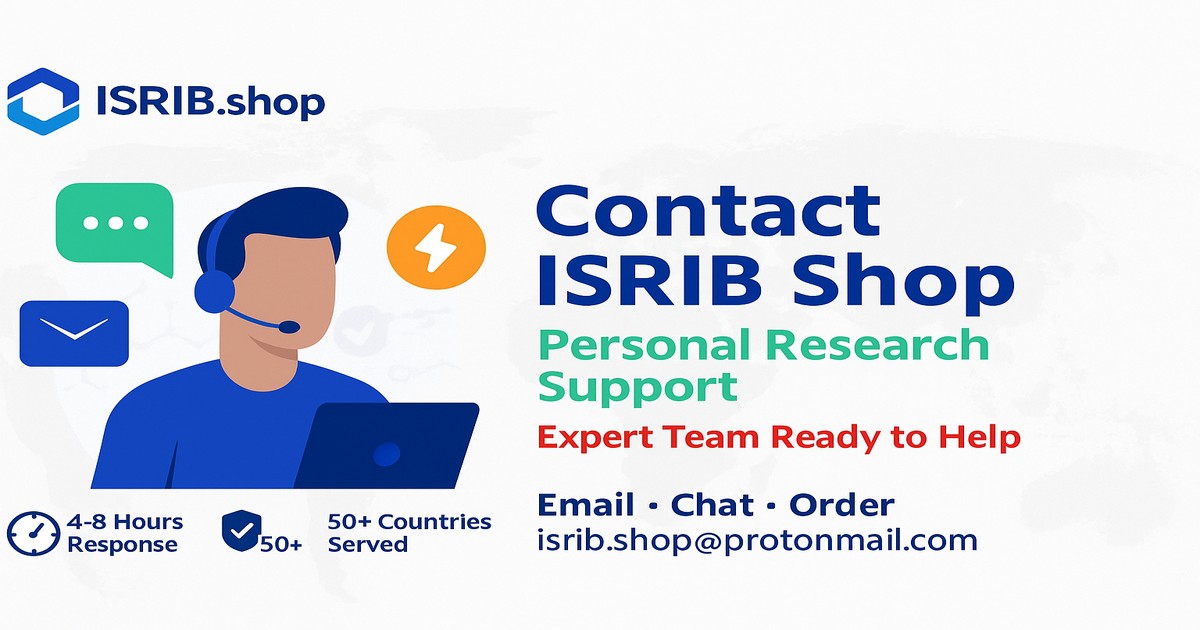 ISRIB.shop
Contact
ISRIB Shop
Personal Research
Support
Expert Team Ready to Help
Email • Chat • Order
isrib.shop@protonmail.com
4-8 Hours
Response
50+
50+ Countries
Served